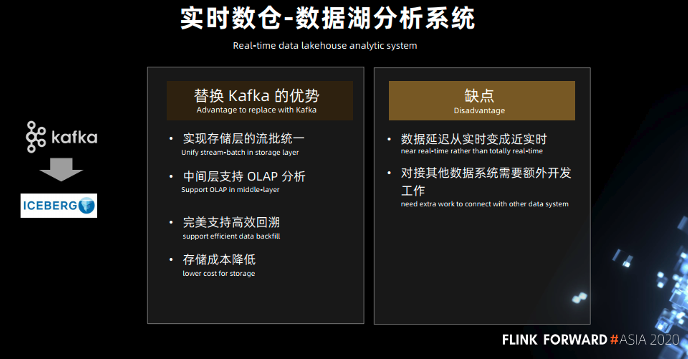 实时数仓-数据湖分析系统
Real-time data lakehouse analytic system
kafka
ICEBERG
替换 Kafka 的优势
Advantage to replace with Kafka
• 实现存储层的流批统一
Unify stream-batch in storage layer
• 中间层支持 OLAP 分析
Support OLAP in middle-layer
• 完美支持高效回溯
support efficient data backfill
• 存储成本降低
lower cost for storage
缺点
Disadvantage
• 数据延迟从实时变成近实时
near real-time rather than totally real-time
• 对接其他数据系统需要额外开发
工作
need extra work to connect with other data system
FLINK FORWARD #ASIA 2020